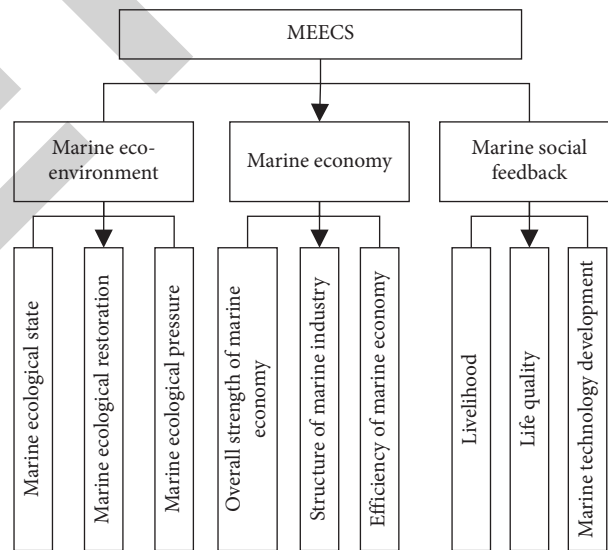 MEECS
Marine eco-
environment
Marine economy
Marine social
feedback
Marine ecological state
Marine ecological restoration
Marine ecological pressure
Overall strength of marine
economy
Structure of marine industry
Efficiency of marine economy
Livelihood
Life quality
Marine technology development